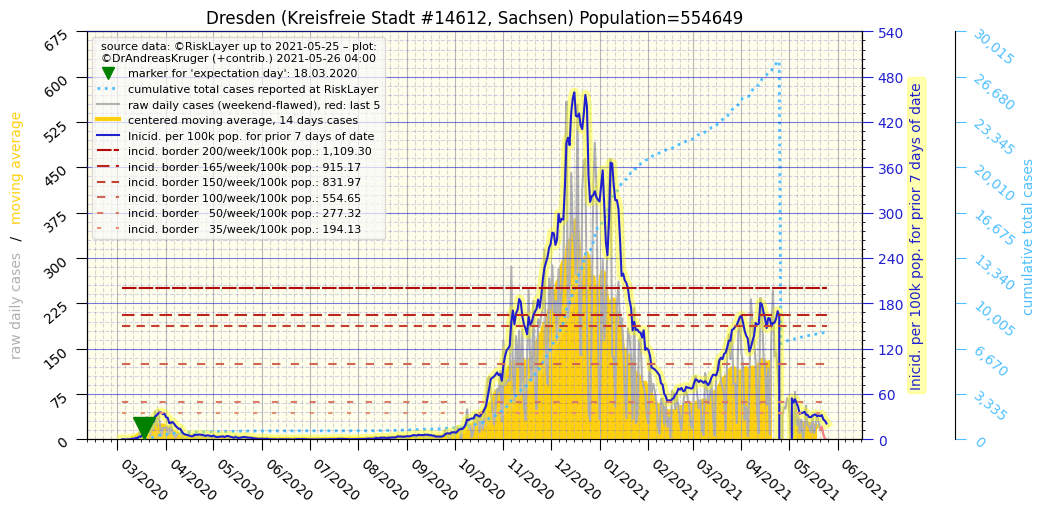 Dresden (Kreisfreie Stadt #14612, Sachsen) Population=554649
source data: ©RiskLayer up to 2021-05-25 – plot:
©DrAndreasKruger (+contrib.) 2021-05-26 04:00
marker for 'expectation day': 18.03.2020
cumulative total cases reported at RiskLayer
raw daily cases (weekend-flawed), red: last 5
centered moving average, 14 days cases
Inicid. per 100k pop. for prior 7 days of date
incid. border 200/week/100k pop.: 1,109.30
incid. border 165/week/100k pop.: 915.17
incid. border 150/week/100k pop.: 831.97
incid. border 100/week/100k pop.: 554.65
incid. border 50/week/100k pop.: 277.32
incid. border 35/week/100k pop.: 194.13
raw daily cases / moving average
675
600
525
450
375
300
225
150
75
0
03/2020
04/2020
05/2020
06/2020
07/2020
08/2020
09/2020
10/2020
11/2020
12/2020
01/2021
02/2021
03/2021
04/2021
05/2021
06/2021
540
480
420
360
300
240
180
120
60
0
Inicid. per 100k pop. for prior 7 days of date
30,015
26,680
23,345
20,010
16,675
13,340
10,005
6,670
3,335
0
cumulative total cases